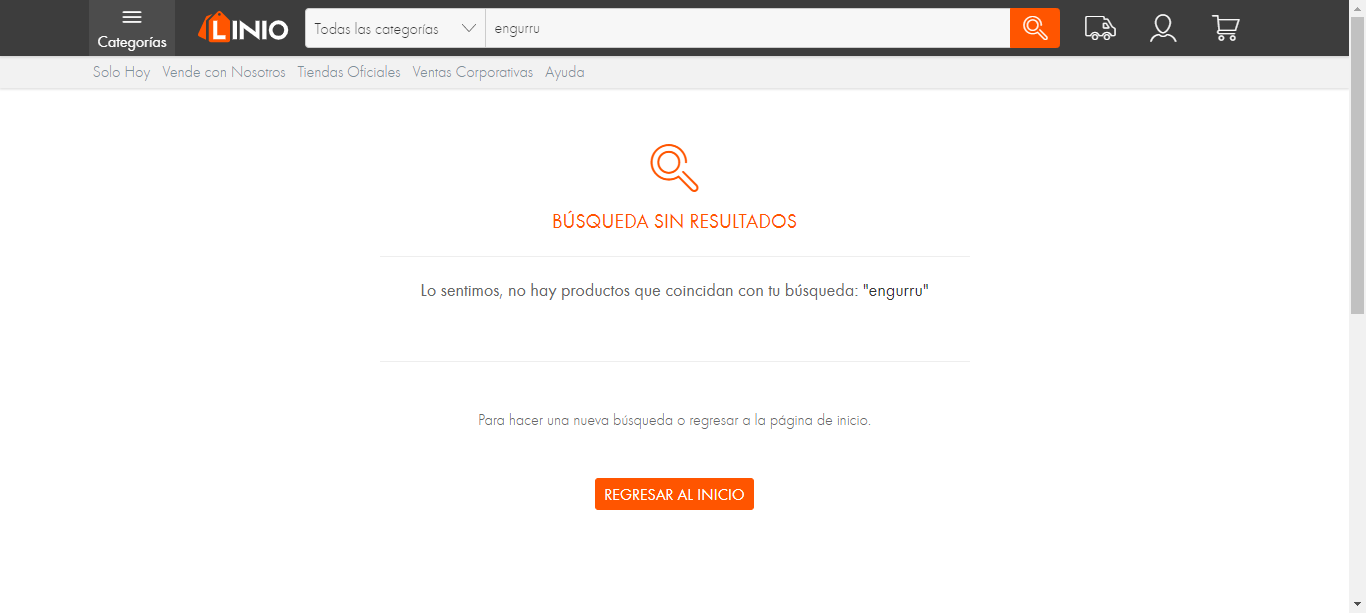 Categorías
LINIO
Todas las categorías
engurru
Solo Hoy Vende con Nosotros Tiendas Oficiales Ventas Corporativas Ayuda
BÚSQUEDA SIN RESULTADOS
Lo sentimos, no hay productos que coincidan con tu búsqueda: "engurru"
Para hacer una nueva búsqueda o regresar a la página de inicio.
REGRESAR AL INICIO